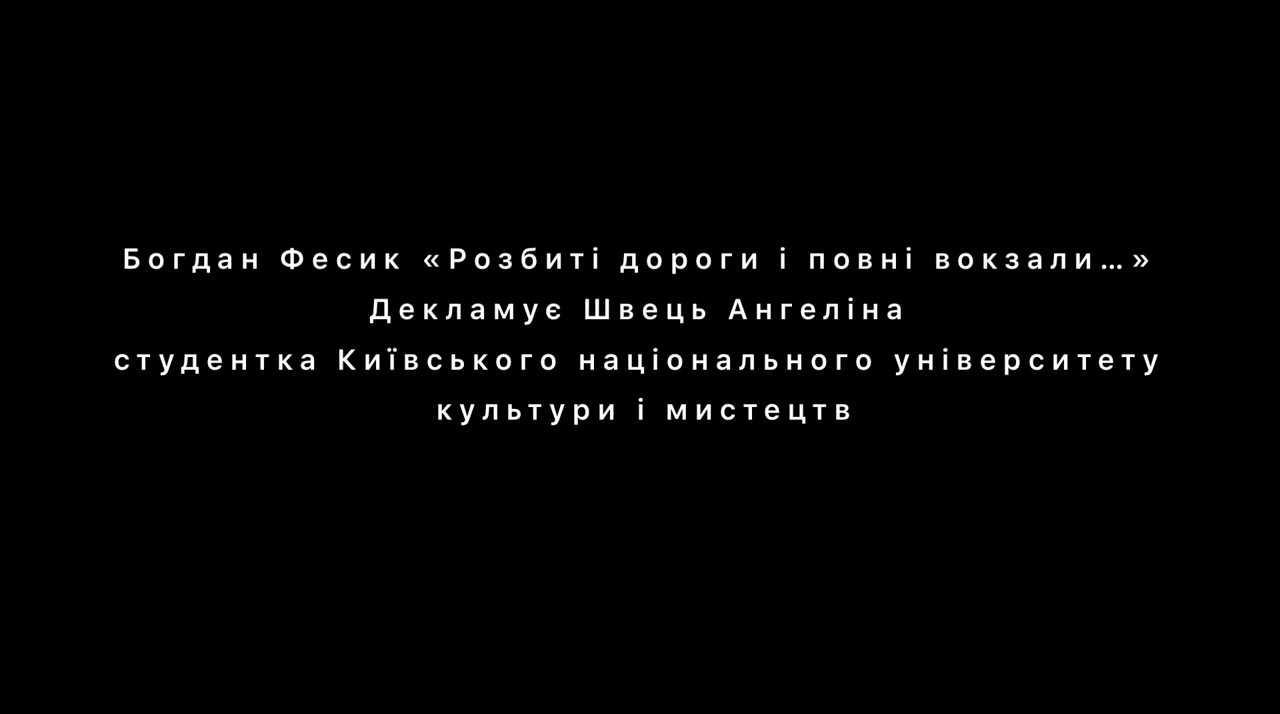 Богдан Фесик «Розбиті дороги і повні вокзали…»
Декламує Швець Ангеліна
студентка Київського національного університету
культури і мистецтв